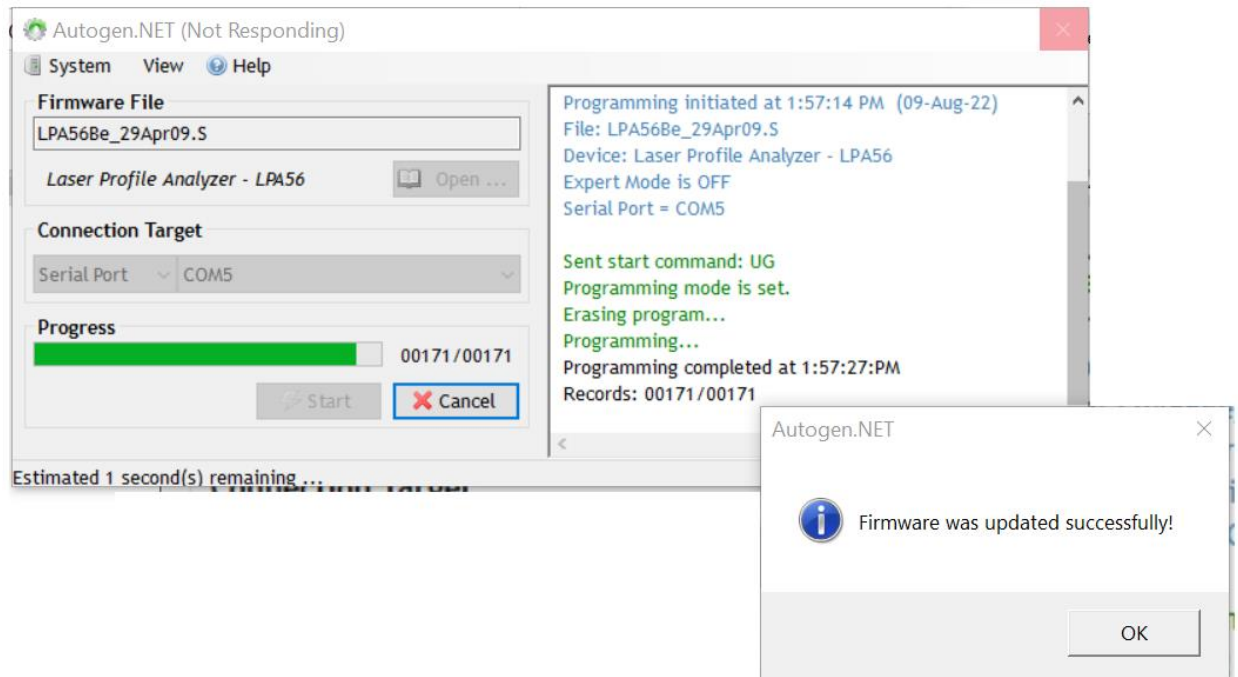 Autogen.NET (Not Responding)
System View Help
Firmware File
LPA56Be_29Apr09.S
Laser Profile Analyzer - LPA56
Open ...
Connection Target
Serial Port COM5
Progress
00171/00171
Start Cancel
Estimated 1 second(s) remaining ...
Programming initiated at 1:57:14 PM (09-Aug-22)
File: LPA56Be_29Apr09.S
Device: Laser Profile Analyzer - LPA56
Expert Mode is OFF
Serial Port = COM5
Sent start command: UG
Programming mode is set.
Erasing program...
Programming...
Programming completed at 1:57:27:PM
Records: 00171/00171
Autogen.NET
Firmware was updated successfully!
OK
Connection Target